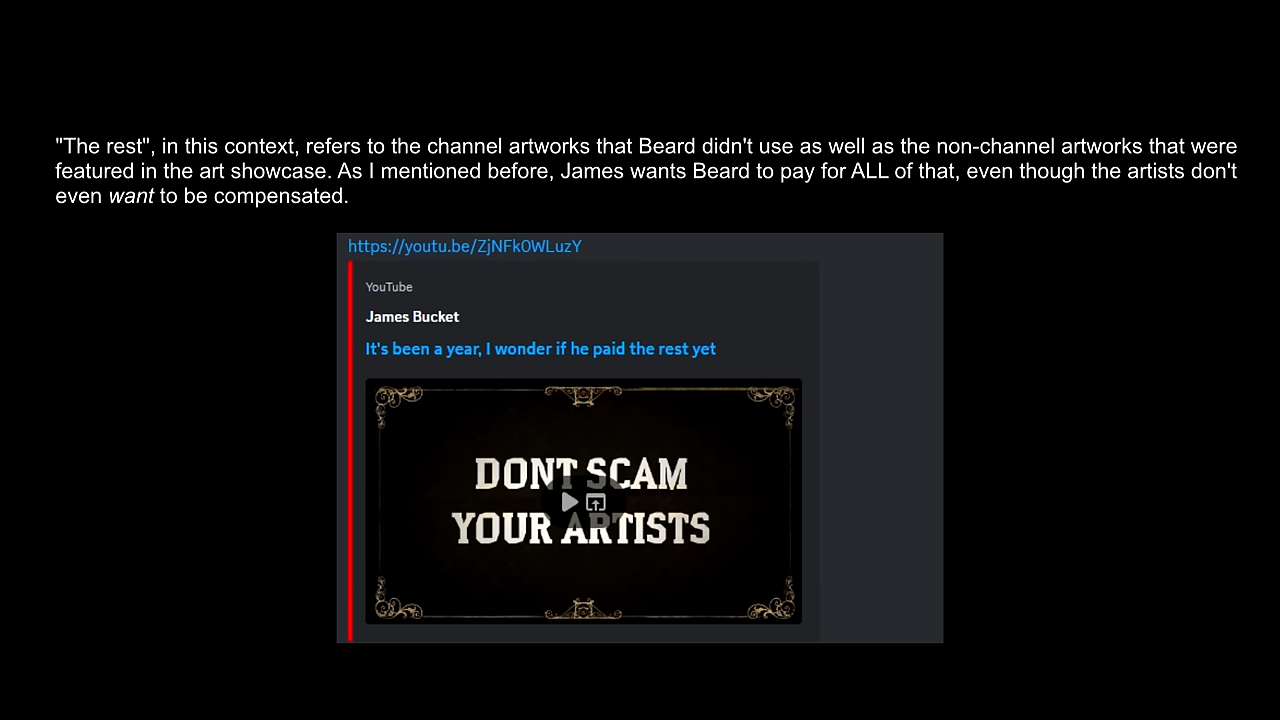 "The rest", in this context, refers to the channel artworks that Beard didn't use as well as the non-channel artworks that were
featured in the art showcase. As I mentioned before, James wants Beard to pay for ALL of that, even though the artists don't
even want to be compensated.
https://youtu.be/ZjNFk0WLuzY
YouTube
James Bucket
It's been a year, I wonder if he paid the rest yet
DONT SCAM
YOUR ARTISTS